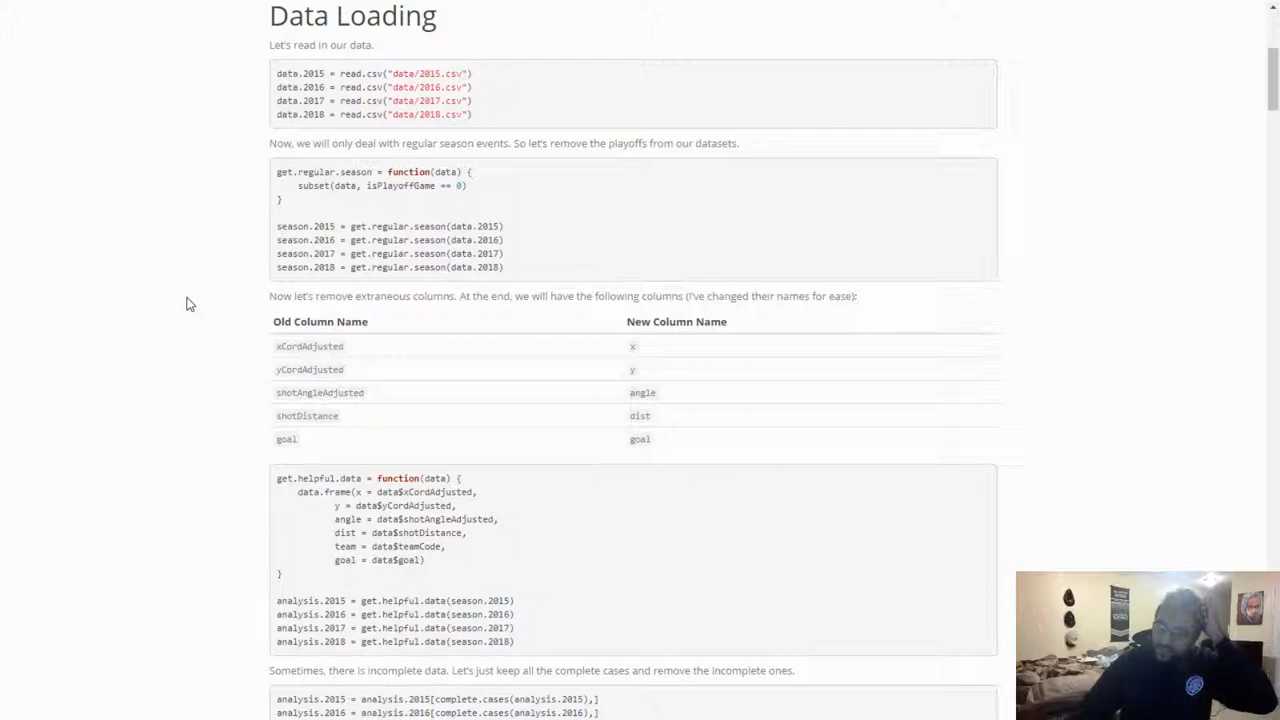 Data Loading
Let's read in our data.
data.2015 = read.csv("data/2015.csv")
data.2016 = read.csv("data/2016.csv")
data.2017 = read.csv("data/2017.csv")
data.2018 = read.csv("data/2018.csv")
Now, we will only deal with regular season events. So let's remove the playoffs from our datasets.
get.regular.season = function(data) {
subset(data, isPlayoffGame == 0)
}
season.2015 = get.regular.season(data.2015)
season.2016 = get.regular.season(data.2016)
season.2017 = get.regular.season(data.2017)
season.2018 = get.regular.season(data.2018)
Now let's remove extraneous columns. At the end, we will have the following columns (I've changed their names for ease):
Old Column Name New Column Name
xCordAdjusted x
yCordAdjusted y
shotAngleAdjusted angle
shotDistance dist
goal goal
get.helpful.data = function(data) {
data.frame(x = data$xCordAdjusted,
y = data$yCordAdjusted,
angle = data$shotAngleAdjusted,
dist = data$shotDistance,
team = data$teamCode,
goal = data$goal)
}
analysis.2015 = get.helpful.data(season.2015)
analysis.2016 = get.helpful.data(season.2016)
analysis.2017 = get.helpful.data(season.2017)
analysis.2018 = get.helpful.data(season.2018)
Sometimes, there is incomplete data. Let's just keep all the complete cases and remove the incomplete ones.
analysis.2015 = analysis.2015[complete.cases(analysis.2015),]
analysis.2016 = analysis.2016[complete.cases(analysis.2016),]